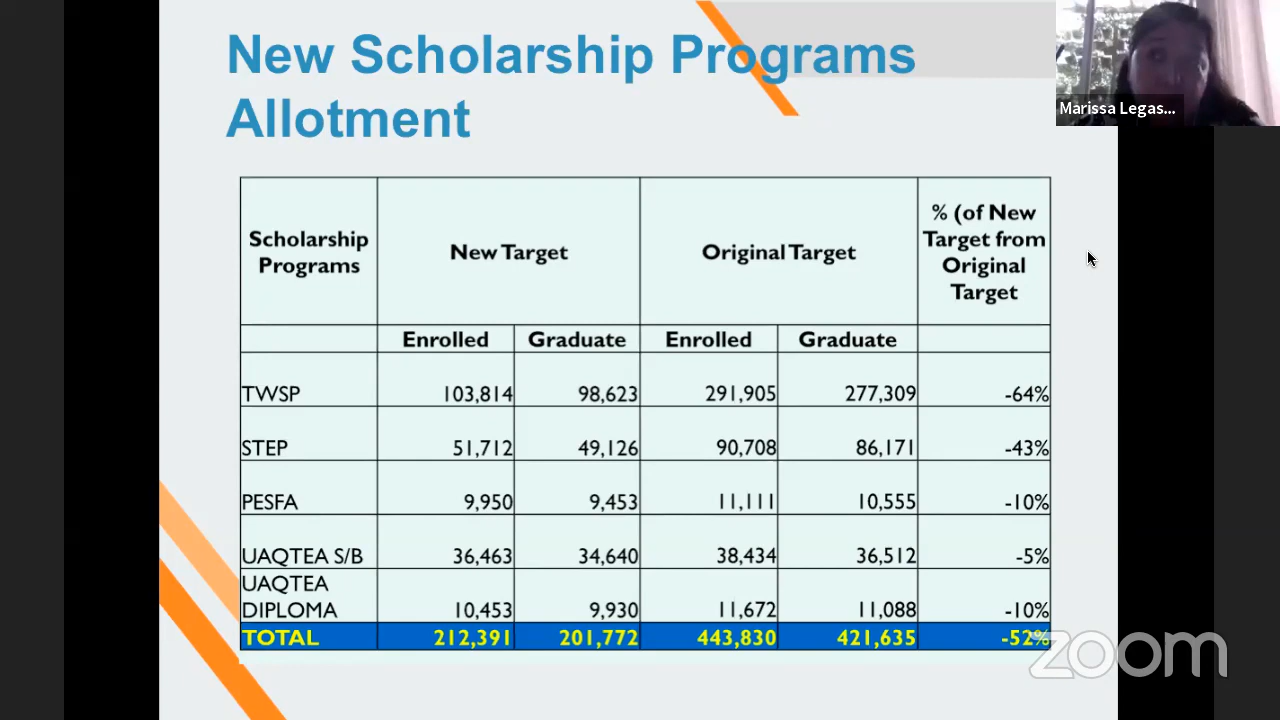 New Scholarship Programs
Allotment
Marissa Legas...
Scholarship Programs New Target Original Target % (of New Target from Original Target
Enrolled Graduate Enrolled Graduate
TWSP 103,814 98,623 291,905 277,309 -64%
STEP 51,712 49,126 90,708 86,171 -43%
PESFA 9,950 9,453 11,111 10,555 -10%
UAQTEA S/B 36,463 34,640 38,434 36,512 -5%
UAQTEA DIPLOMA 10,453 9,930 11,672 11,088 -10%
TOTAL 212,391 201,772 443,830 421,635 -52%
zoom